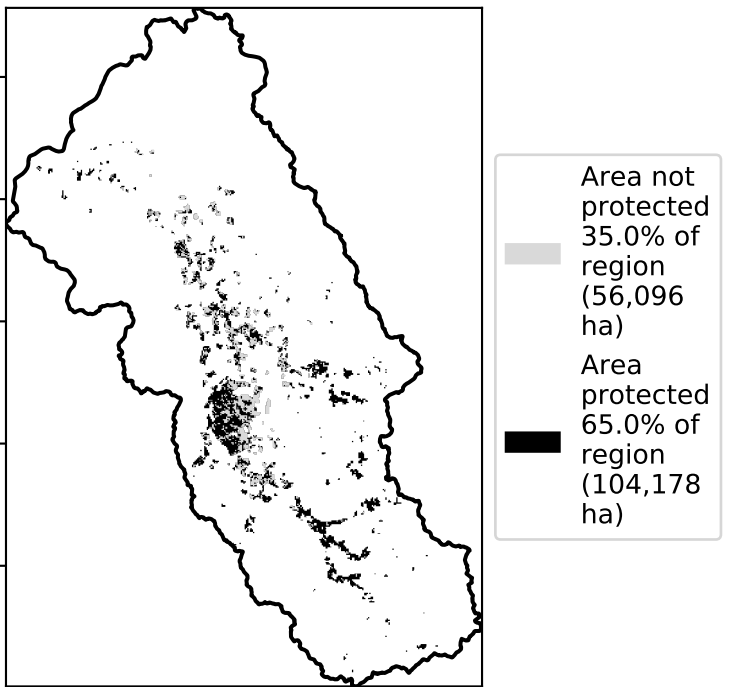 Area not
protected
35.0% of
region
(56,096
ha)
Area
protected
65.0% of
region
(104,178
ha)